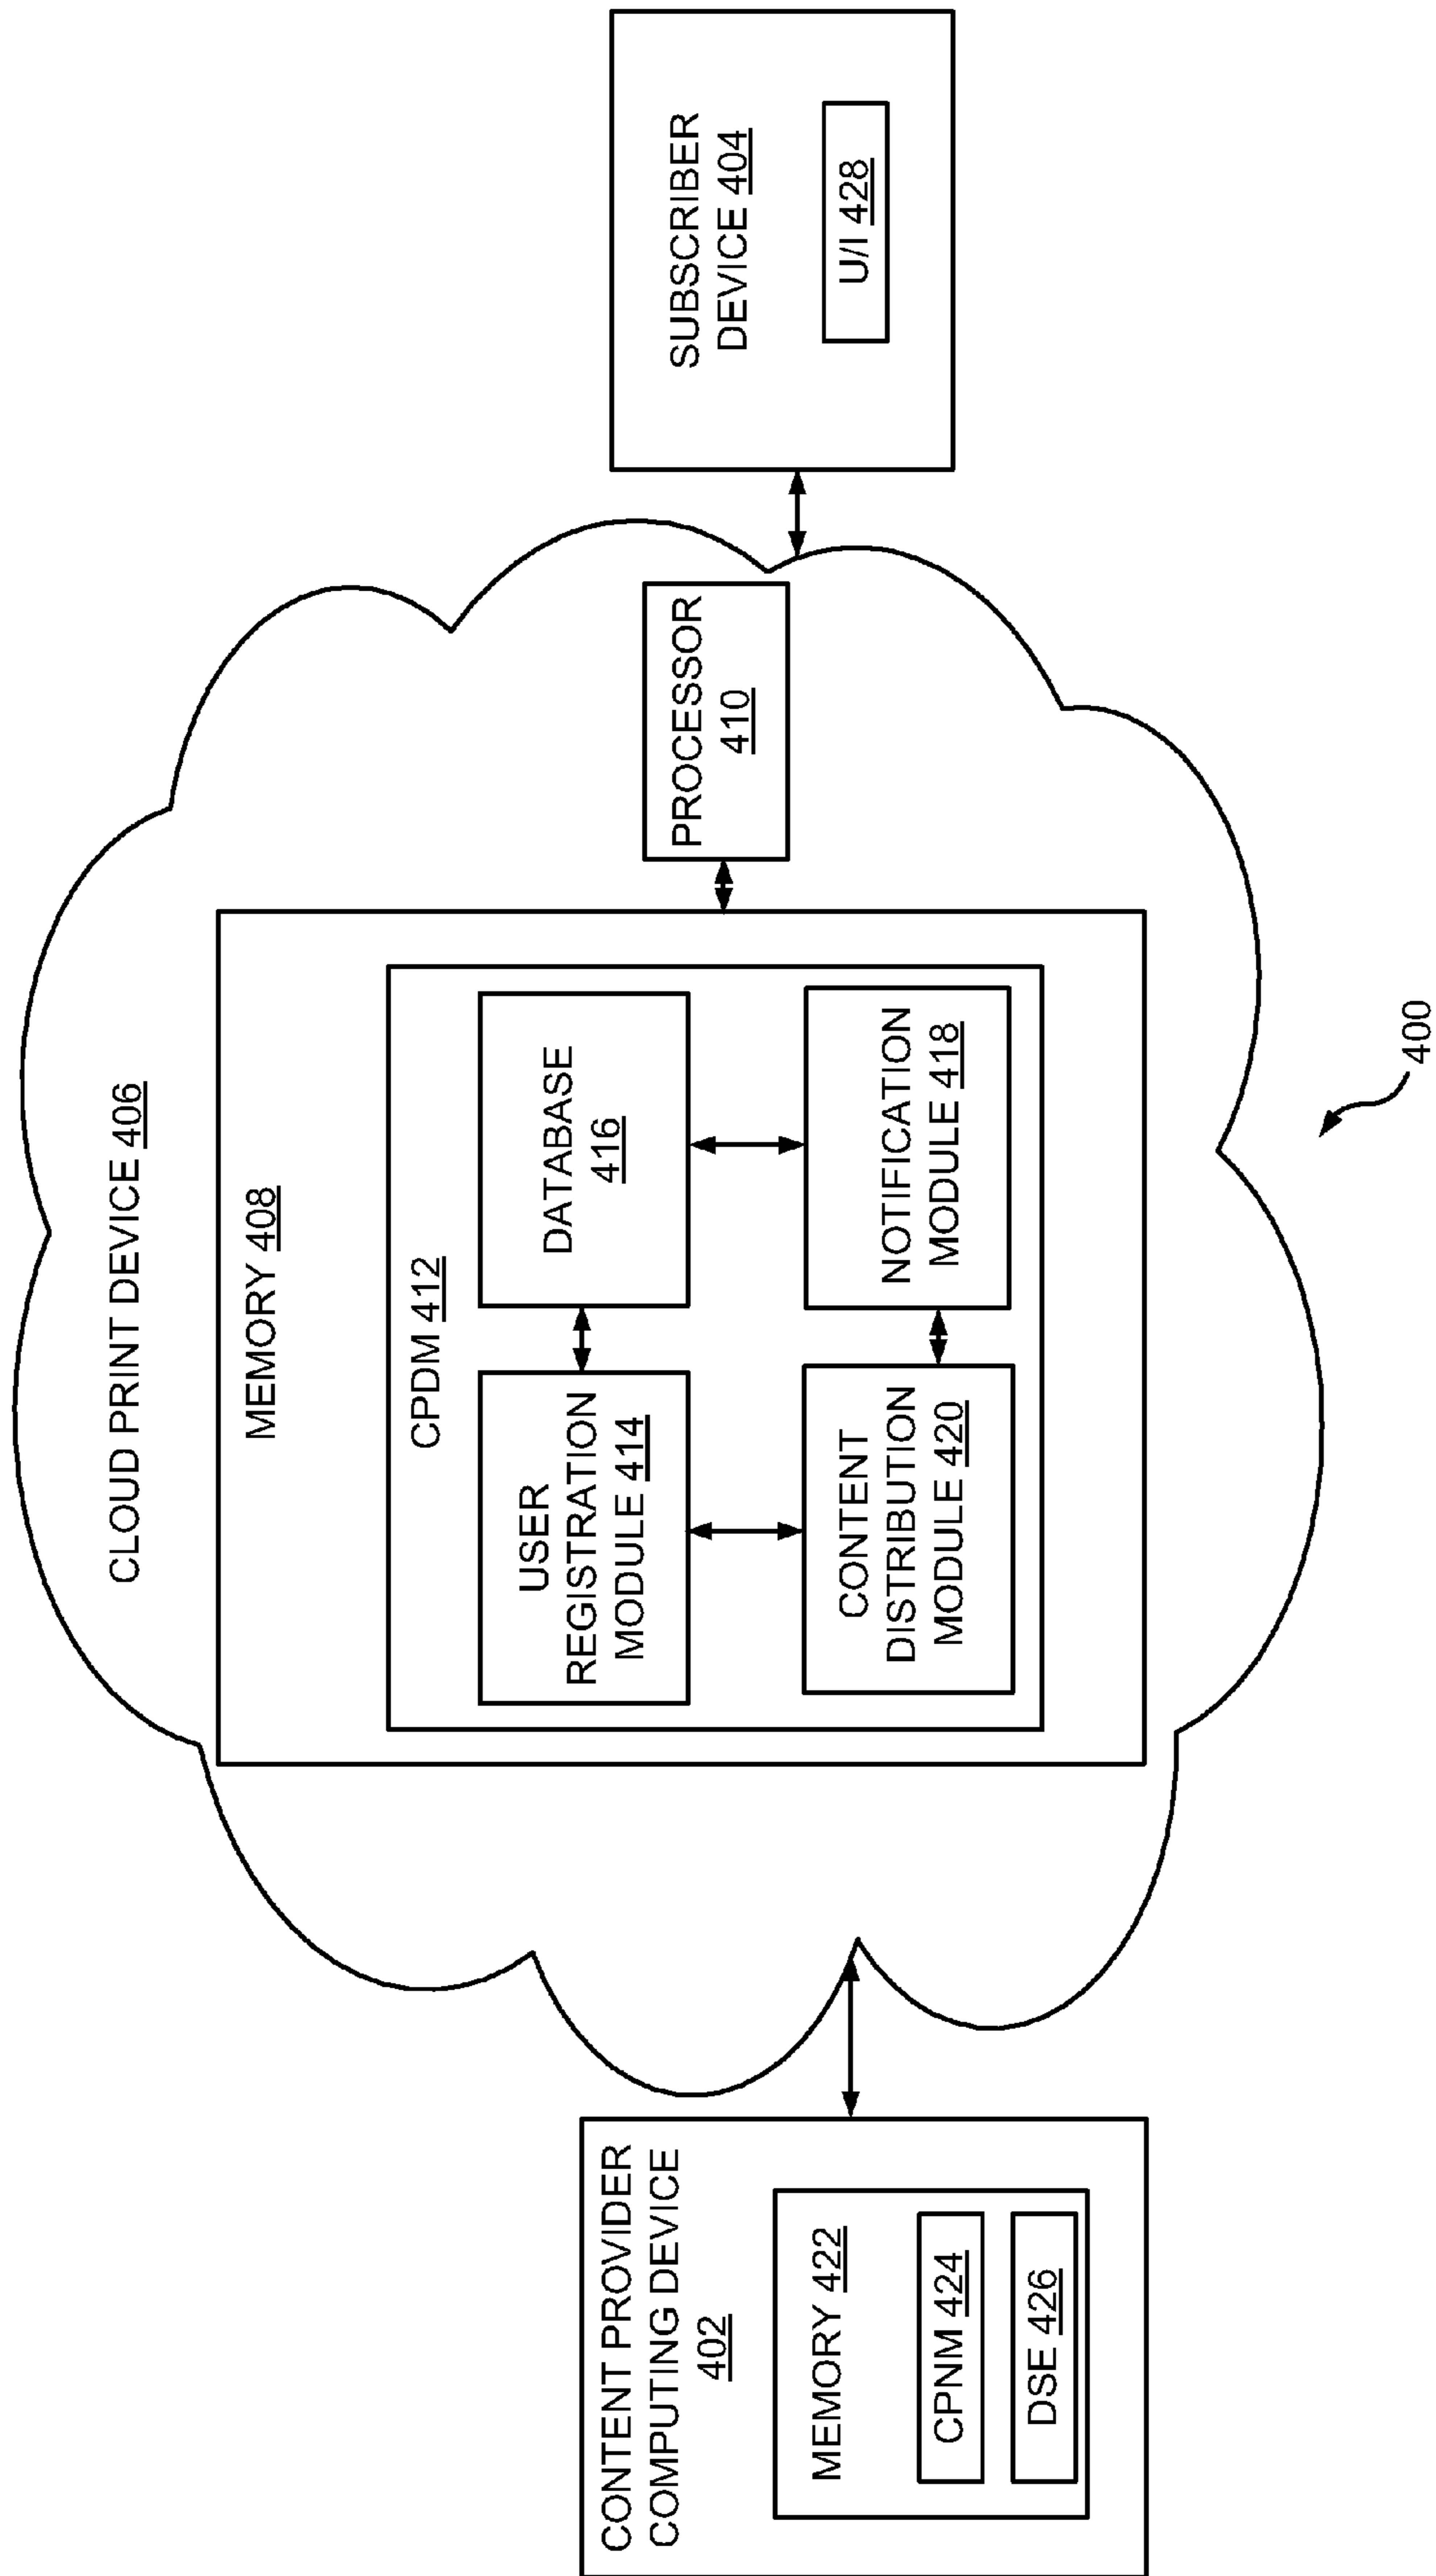 CLOUD PRINT DEVICE 406
MEMORY 408
CPDM 412
USER
REGISTRATION
MODULE 414
DATABASE
416
CONTENT
DISTRIBUTION
MODULE 420
NOTIFICATION
MODULE 418
PROCESSOR
410
CONTENT PROVIDER
COMPUTING DEVICE
402
MEMORY 422
CPNM 424
DSE 426
SUBSCRIBER
DEVICE 404
U/I 428
400